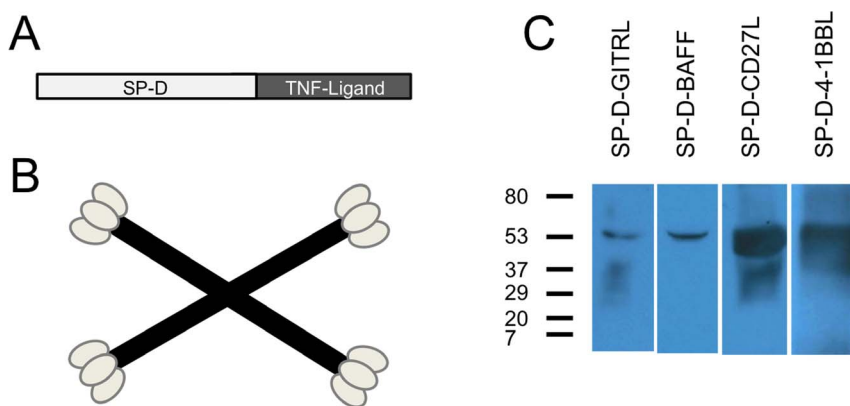 A
SP-D TNF-Ligand
B
C
SP-D-GITRL
SP-D-BAFF
SP-D-CD27L
SP-D-4-1BBL
80
53
37
29
20
7